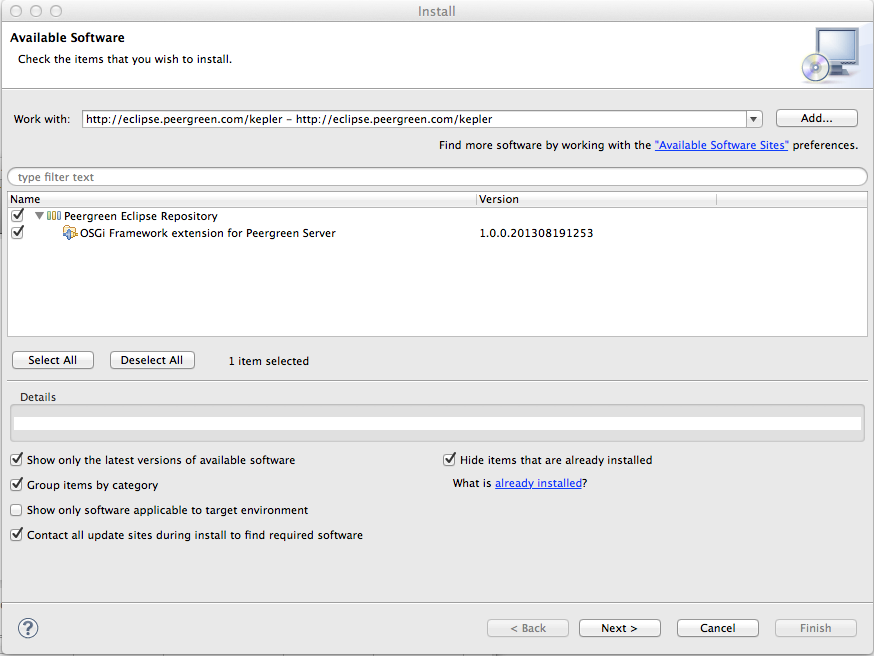 Install
Available Software
Check the items that you wish to install.
Work with: http://eclipse.peergreen.com/kepler – http://eclipse.peergreen.com/kepler Add...
Find more software by working with the "Available Software Sites" preferences.
type filter text
Name Version
Peergreen Eclipse Repository
OSGi Framework extension for Peergreen Server 1.0.0.201308191253
Select All Deselect All 1 item selected
Details
Show only the latest versions of available software Hide items that are already installed
Group items by category What is already installed?
Show only software applicable to target environment
Contact all update sites during install to find required software
? < Back Next > Cancel Finish